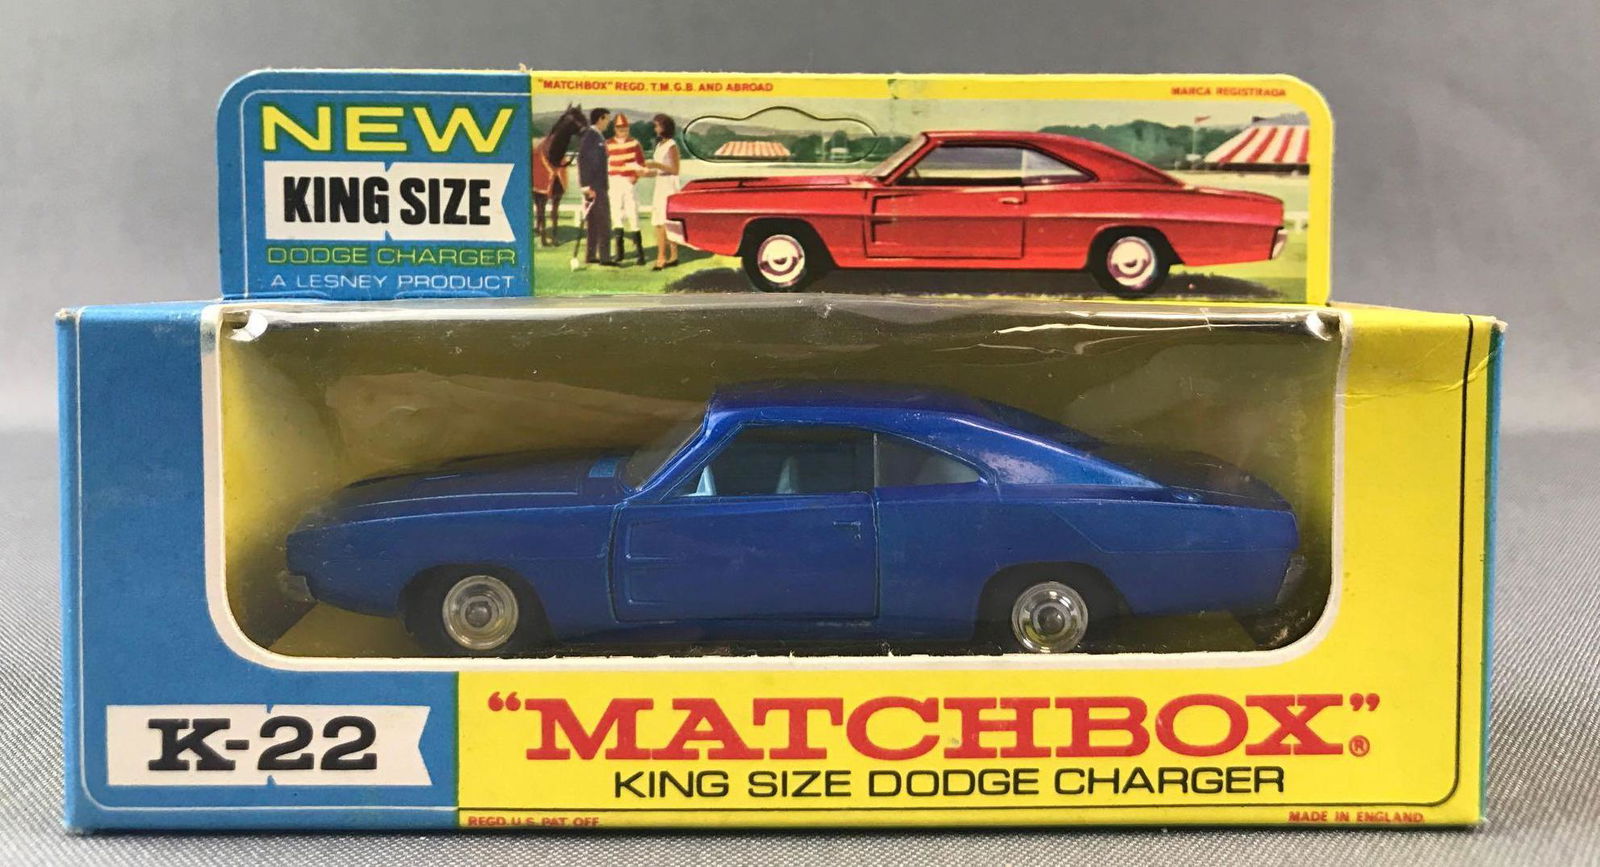 "MATCHBOX" REGD. T.M. G.B. AND ABROAD
MARCA REGISTRADA
NEW
KING SIZE
DODGE CHARGER
A LESNEY PRODUCT
K-22
"MATCHBOX"®
KING SIZE DODGE CHARGER
REGD. U.S. PAT. OFF.
MADE IN ENGLAND.